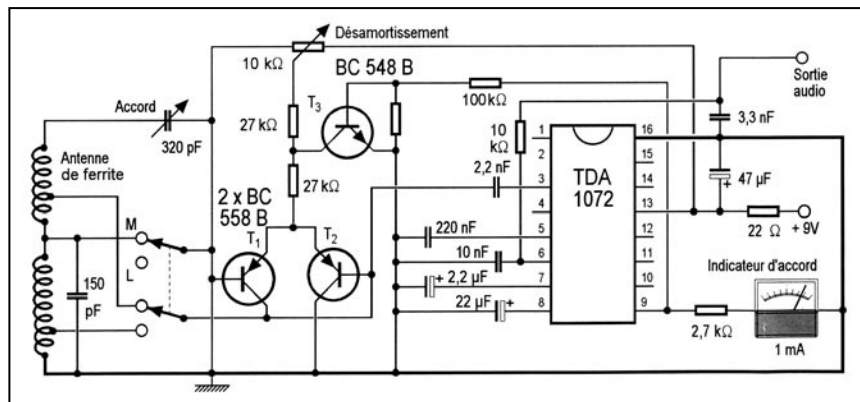 Désamortissement
10 kΩ
BC 548 B
Sortie
audio
Accord
T3
100kΩ
320 pF
27 kΩ
10
kΩ
3,3 nF
Antenne
de ferrite
2,2 nF
1
16
2
15
TDA
1072
3
14
47 µF
+
4
13
27 kΩ
2 x BC
558 B
M
T1
T2
220 nF
5
12
22 Ω
+ 9V
L
10 nF
6
11
Indicateur d'accord
150
pF
+ 2,2 µF
7
10
22 µF +
8
9
2,7 kΩ
1 mA